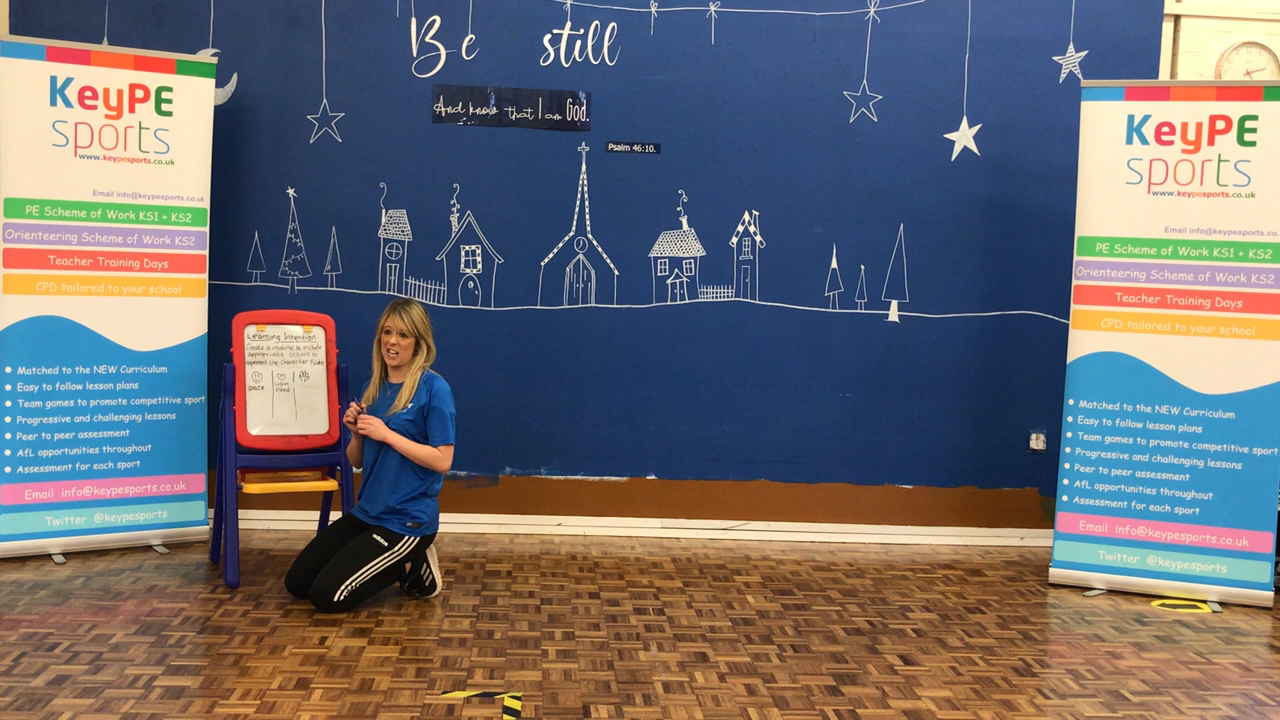 KeyPE
sports
www.keypesports.co.uk
Email info@keypesports.co.uk
PE Scheme of Work KS1 + KS2
Orienteering Scheme of Work KS2
Teacher Training Days
CPD tailored to your school
Matched to the NEW Curriculum
Easy to follow lesson plans
Team games to promote competitive sport
Progressive and challenging lessons
Peer to peer assessment
AfL opportunities throughout
Assessment for each sport
Email info@keypesports.co.uk
Twitter @keypesports
Be still
And know that I am God.
Psalm 46:10.
Learning Intention
Create a routine to include
appropriate actions to
represent the character
space
using
KeyPE
sports
www.keypesports.co.uk
Email info@keypesports.co.
PE Scheme of Work KS1 + KS2
Orienteering Scheme of Work KS2
Teacher Training Days
CPD tailored to your school
Matched to the NEW Curriculum
Easy to follow lesson plans
Team games to promote competitive sport
Progressive and challenging lessons
Peer to peer assessment
AfL opportunities throughout
Assessment for each sport
Email info@keypesports.co.uk
Twitter @keypesports
adidas